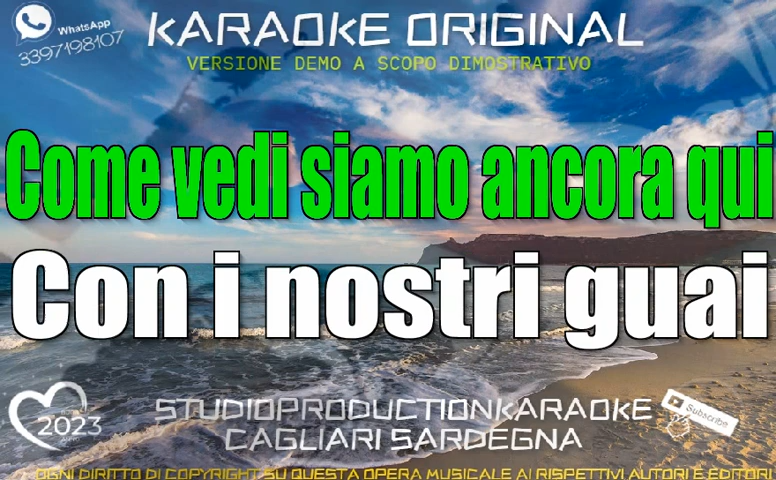 KARAOKE ORIGINAL
WhatsApp
3397198107
VERSIONE DEMO A SCOPO DIMOSTRATIVO
Come vedi siamo ancora qui
Con i nostri guai
2023
STUDIOPRODUCTIONKARAOKE
Subscribe
CAGLIARI SARDEGNA
OGNI DIRITTO DI COPYRIGHT SU QUESTA OPERA MUSICALE AI RISPETTIVI AUTORI E EDITORI